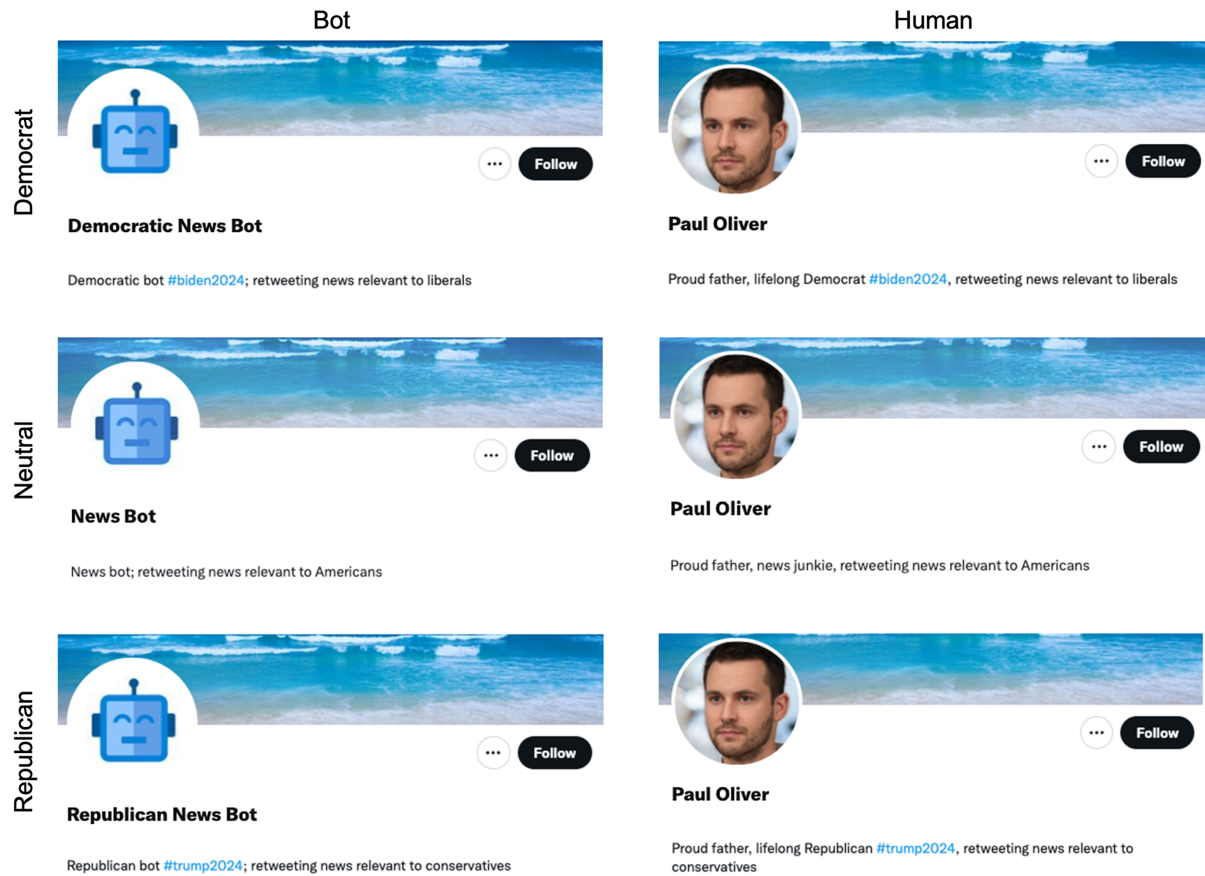 Bot
Human
Democrat
Follow
Democratic News Bot
Democratic bot #biden2024; retweeting news relevant to liberals
Follow
Paul Oliver
Proud father, lifelong Democrat #biden2024, retweeting news relevant to liberals
Neutral
Follow
News Bot
News bot; retweeting news relevant to Americans
Follow
Paul Oliver
Proud father, news junkie, retweeting news relevant to Americans
Republican
Follow
Republican News Bot
Republican bot #trump2024; retweeting news relevant to conservatives
Follow
Paul Oliver
Proud father, lifelong Republican #trump2024, retweeting news relevant to
conservatives